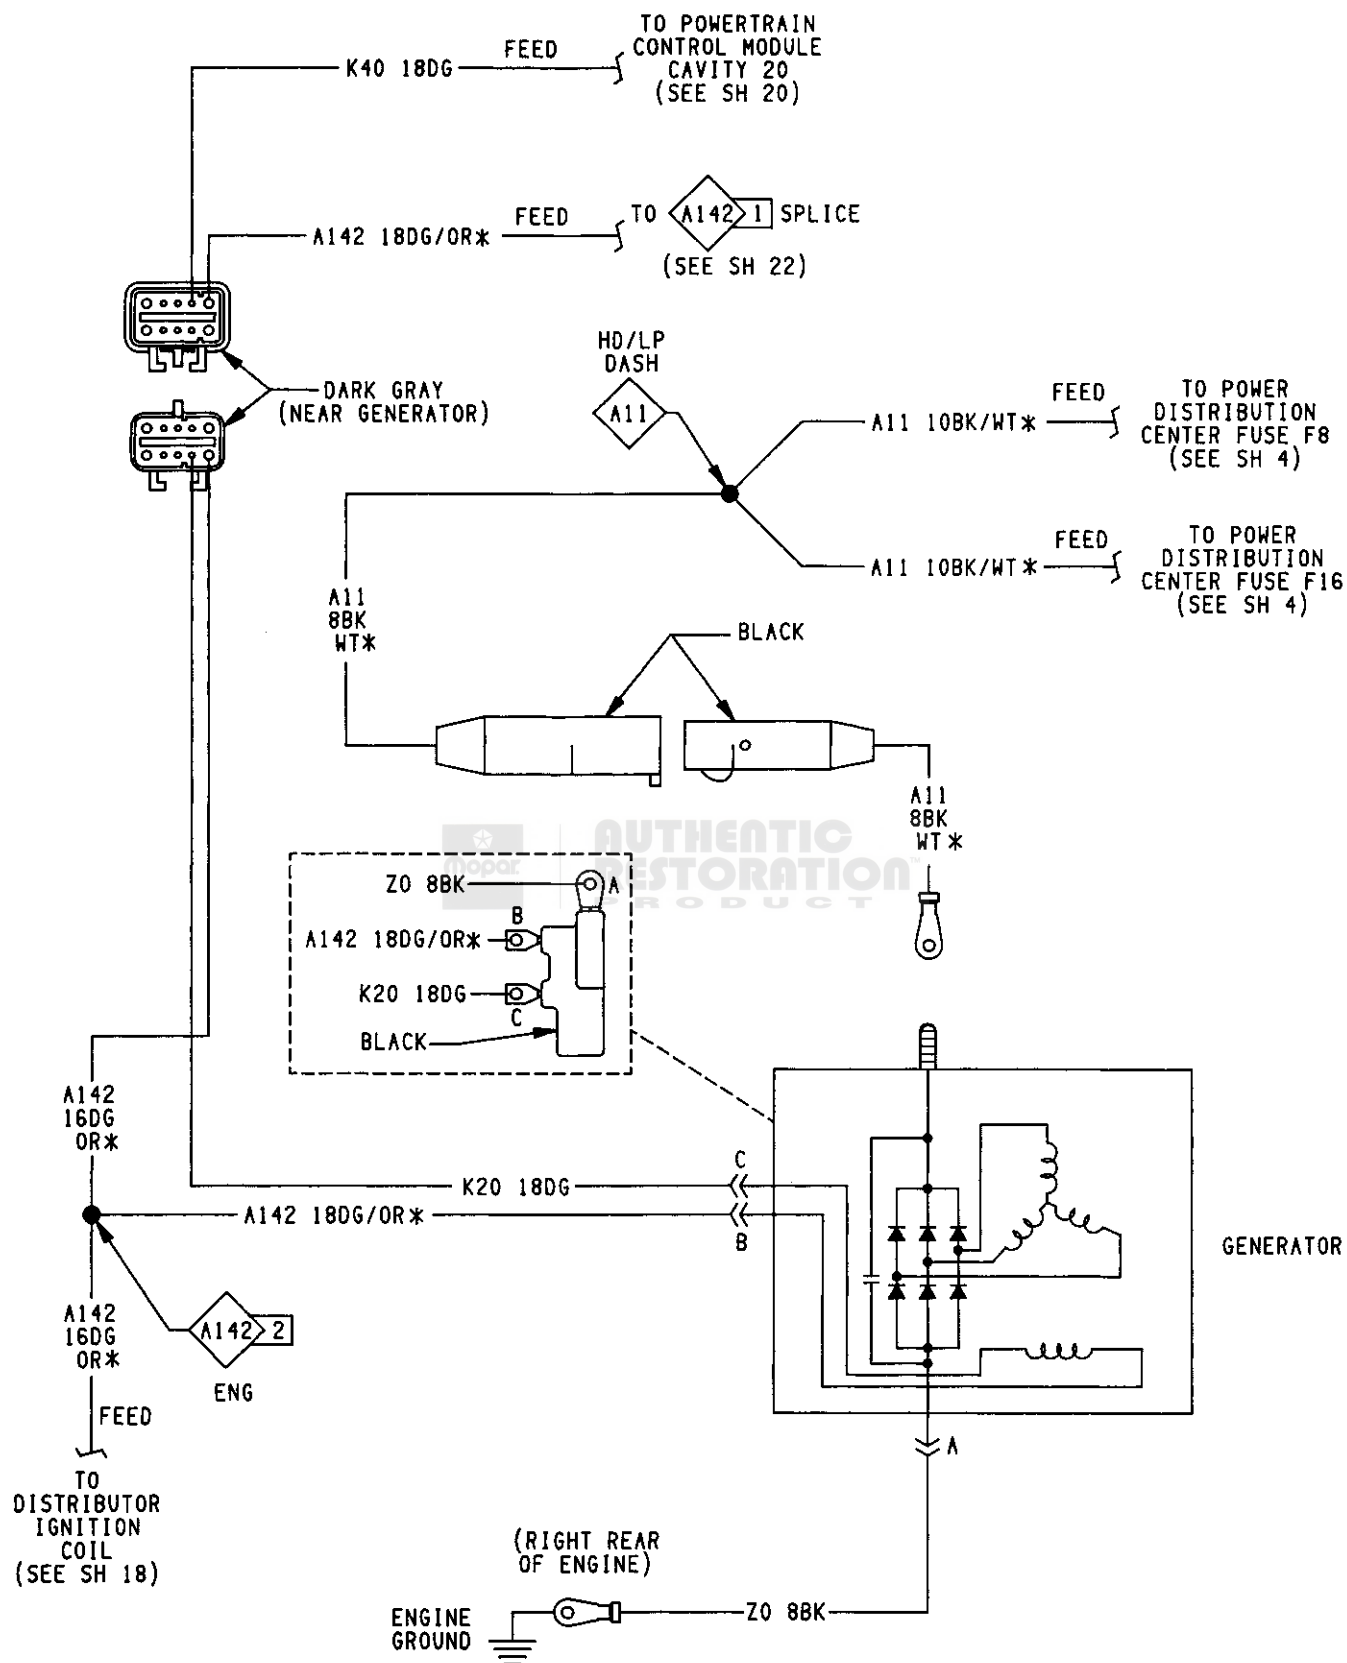 TO POWERTRAIN
CONTROL MODULE
CAVITY 20
(SEE SH 20)
FEED
K40 18DG
FEED
TO A142 1 SPLICE
A142 18DG/OR*
(SEE SH 22)
HD/LP
DASH
A11
DARK GRAY
(NEAR GENERATOR)
FEED
A11 10BK/WT*
TO POWER
DISTRIBUTION
CENTER FUSE F8
(SEE SH 4)
FEED
A11 10BK/WT*
TO POWER
DISTRIBUTION
CENTER FUSE F16
(SEE SH 4)
A11
8BK
WT*
BLACK
A11
8BK
WT*
Mopar
AUTHENTIC
RESTORATION™
PRODUCT
Z0 8BK
A
B
A142 18DG/OR*
K20 18DG
C
BLACK
A142
16DG
OR*
C
K20 18DG
A142 18DG/OR*
B
GENERATOR
A142
16DG
OR*
A142 2
ENG
FEED
A
TO
DISTRIBUTOR
IGNITION
COIL
(SEE SH 18)
(RIGHT REAR
OF ENGINE)
Z0 8BK
ENGINE
GROUND